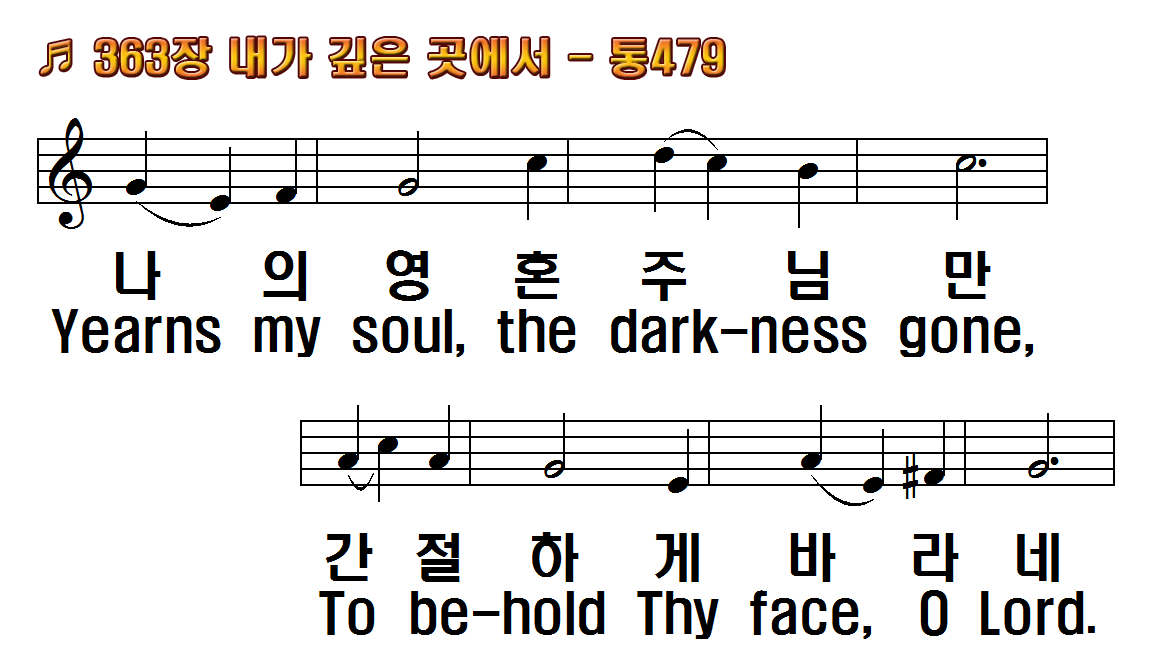 ♬ 363장 내가 깊은 곳에서 - 통479
나 의 영 혼 주 님 만
Yearns my soul, the dark-ness gone,
간 절 하 게 바 라 네
To be-hold Thy face, O Lord.